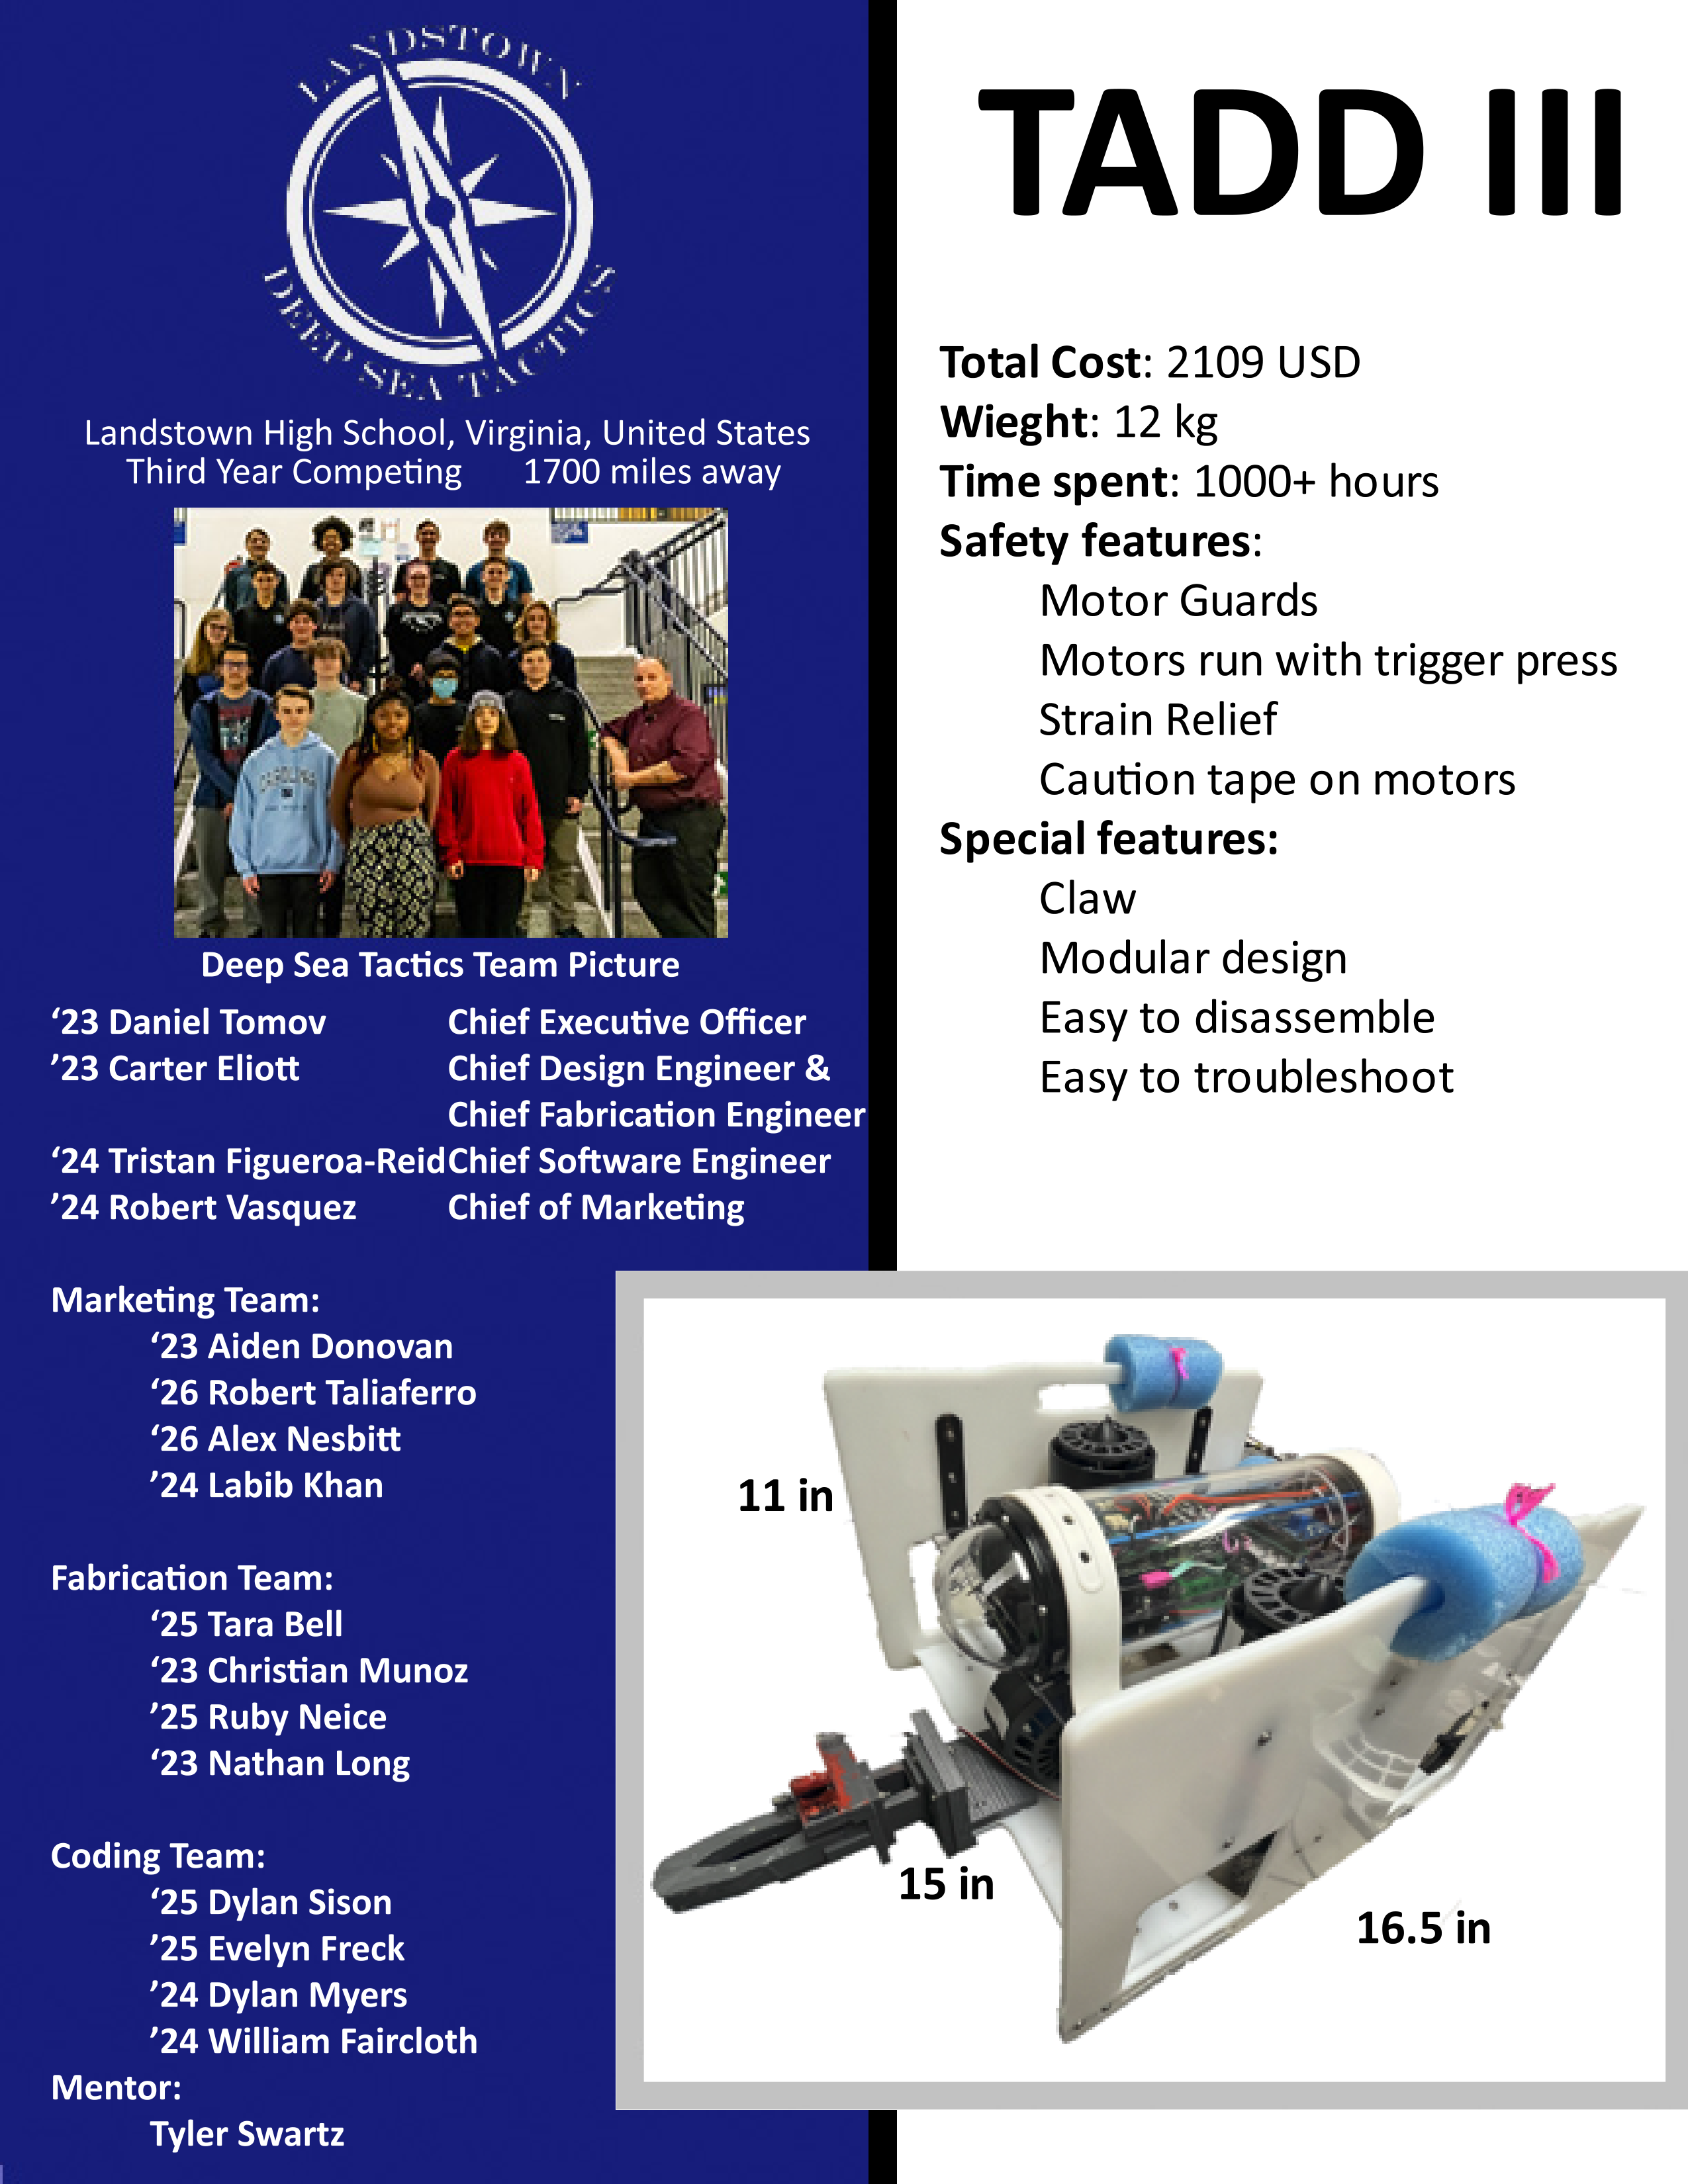 LANDSTOWN
DEEP SEA TACTICS
Landstown High School, Virginia, United States
Third Year Competing 1700 miles away
CAROLINA
Deep Sea Tactics Team Picture
‘23 Daniel Tomov Chief Executive Officer
’23 Carter Eliott Chief Design Engineer &
Chief Fabrication Engineer
‘24 Tristan Figueroa-Reid Chief Software Engineer
’24 Robert Vasquez Chief of Marketing
Marketing Team:
‘23 Aiden Donovan
‘26 Robert Taliaferro
‘26 Alex Nesbitt
’24 Labib Khan
Fabrication Team:
‘25 Tara Bell
‘23 Christian Munoz
’25 Ruby Neice
‘23 Nathan Long
Coding Team:
‘25 Dylan Sison
’25 Evelyn Freck
’24 Dylan Myers
’24 William Faircloth
Mentor:
Tyler Swartz
TADD III
Total Cost: 2109 USD
Wieght: 12 kg
Time spent: 1000+ hours
Safety features:
Motor Guards
Motors run with trigger press
Strain Relief
Caution tape on motors
Special features:
Claw
Modular design
Easy to disassemble
Easy to troubleshoot
11 in
15 in
16.5 in